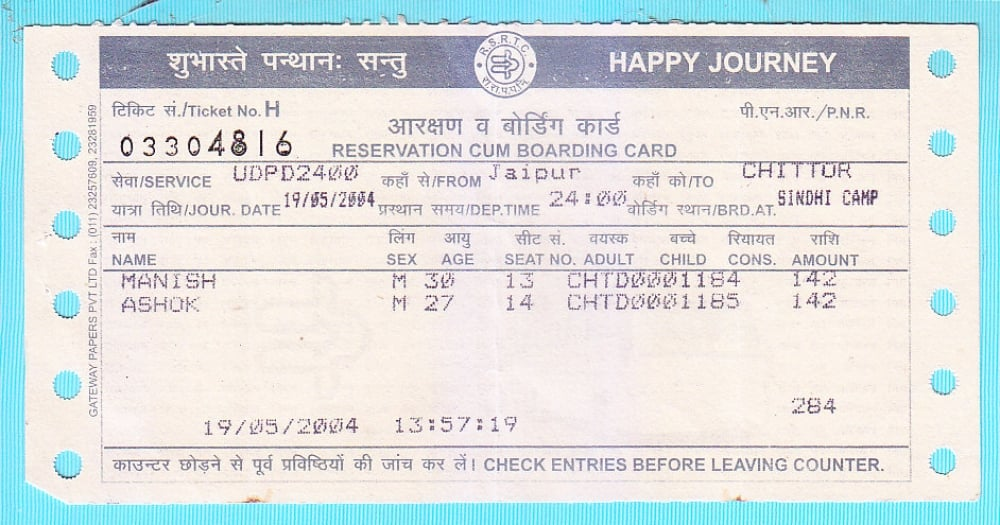 शुभास्ते पन्थानः सन्तु R.S.R.T.C. रा.रा.प.प.नि. HAPPY JOURNEY
टिकिट सं./Ticket No. H पी.एन.आर./P.N.R.
03304816 आरक्षण व बोर्डिंग कार्ड
RESERVATION CUM BOARDING CARD
सेवा/SERVICE UDPD2400 कहाँ से/FROM Jaipur कहाँ को/TO CHITTOR
यात्रा तिथि/JOUR. DATE 19/05/2004 प्रस्थान समय/DEP.TIME 24:00 बोर्डिंग स्थान/BRD.AT. SINDHI CAMP
नाम लिंग आयु सीट सं. वयस्क बच्चे रियायत राशि
NAME SEX AGE SEAT NO. ADULT CHILD CONS. AMOUNT
MANISH M 30 13 CHTD0001184 142
ASHOK M 27 14 CHTD0001185 142
284
19/05/2004 13:57:19
काउन्टर छोड़ने से पूर्व प्रविष्ठियों की जांच कर लें। CHECK ENTRIES BEFORE LEAVING COUNTER.
GATEWAY PAPERS PVT LTD Fax : (011) 23257609, 23281959